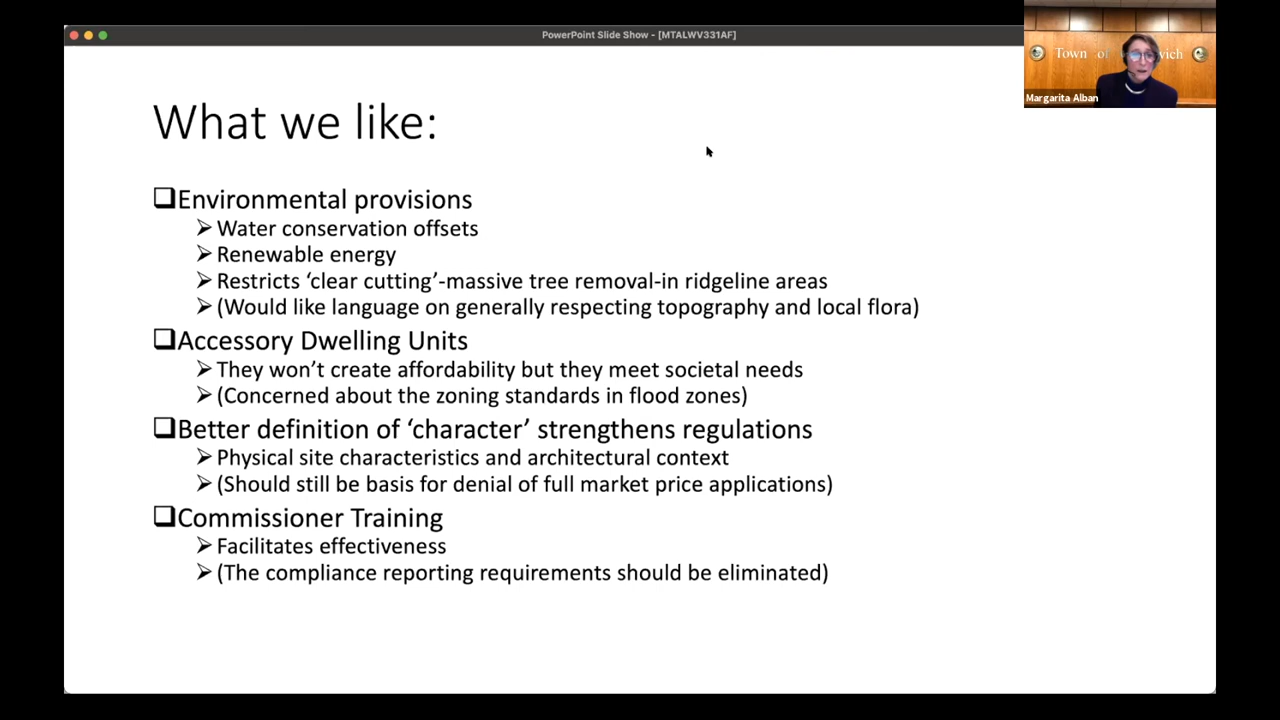 PowerPoint Slide Show - [MTALWV331AF]
Town of
wich
Margarita Alban
What we like:
Environmental provisions
Water conservation offsets
Renewable energy
Restricts ‘clear cutting’-massive tree removal-in ridgeline areas
(Would like language on generally respecting topography and local flora)
Accessory Dwelling Units
They won’t create affordability but they meet societal needs
(Concerned about the zoning standards in flood zones)
Better definition of ‘character’ strengthens regulations
Physical site characteristics and architectural context
(Should still be basis for denial of full market price applications)
Commissioner Training
Facilitates effectiveness
(The compliance reporting requirements should be eliminated)